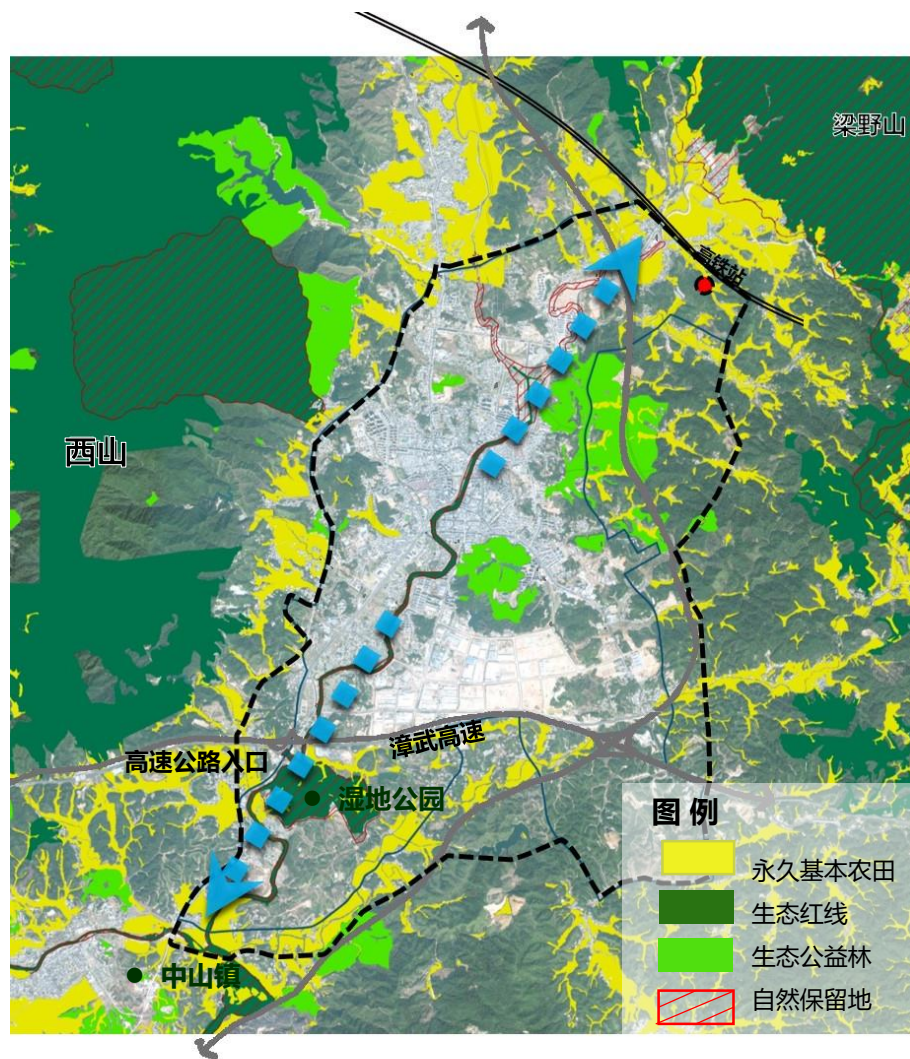 梁野山
高铁站
西山
漳武高速
高速公路入口
湿地公园
图 例
永久基本农田
生态红线
生态公益林
自然保留地
中山镇